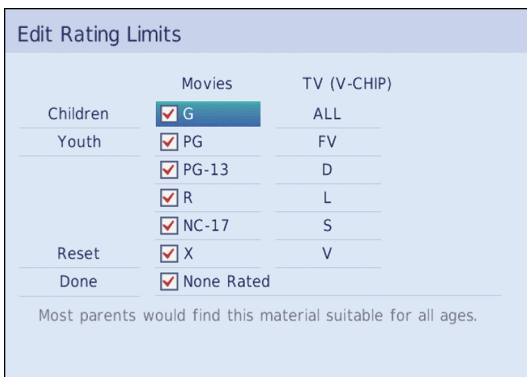 Edit Rating Limits
Movies TV (V-CHIP)
Children G ALL
Youth PG FV
PG-13 D
R L
NC-17 S
Reset X V
Done None Rated
Most parents would find this material suitable for all ages.